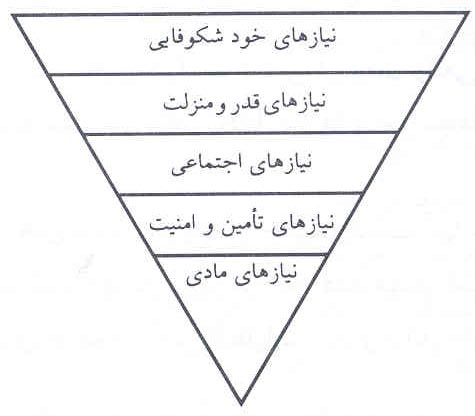 نیازهای خود شکوفایی
نیازهای قدر و منزلت
نیازهای اجتماعی
نیازهای تأمین و امنیت
نیازهای مادی